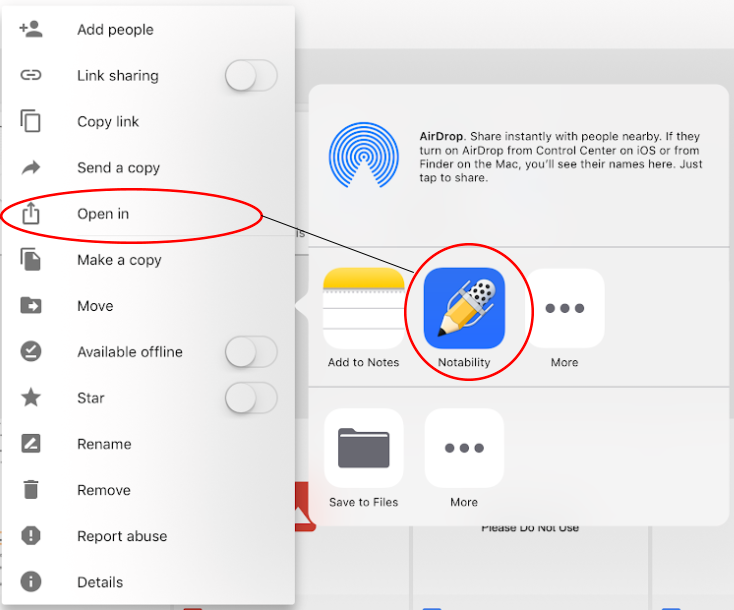 Add people
Link sharing
Copy link
Send a copy
Open in
Make a copy
Move
Available offline
Star
Rename
Remove
Report abuse
Details
AirDrop. Share instantly with people nearby. If they
turn on AirDrop from Control Center on iOS or from
Finder on the Mac, you'll see their names here. Just
tap to share.
Add to Notes
Notability
More
Save to Files
More
Please Do Not Use